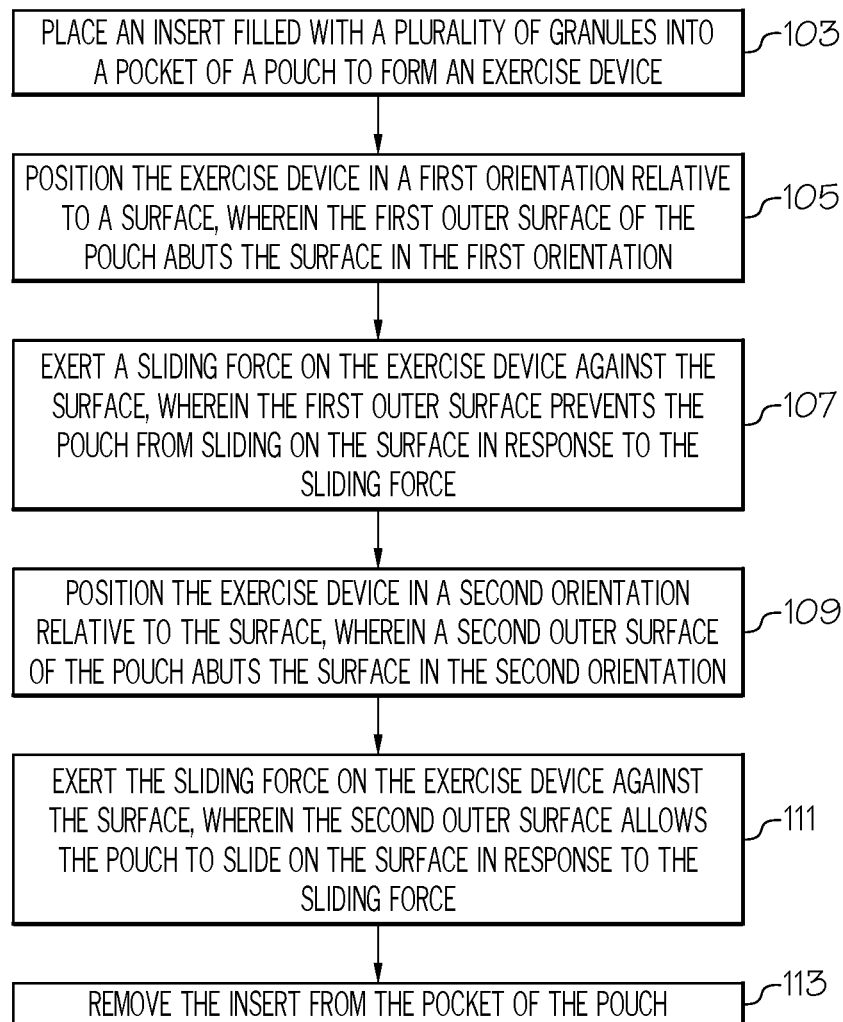 PLACE AN INSERT FILLED WITH A PLURALITY OF GRANULES INTO
A POCKET OF A POUCH TO FORM AN EXERCISE DEVICE
103
POSITION THE EXERCISE DEVICE IN A FIRST ORIENTATION RELATIVE
TO A SURFACE, WHEREIN THE FIRST OUTER SURFACE OF THE
POUCH ABUTS THE SURFACE IN THE FIRST ORIENTATION
105
EXERT A SLIDING FORCE ON THE EXERCISE DEVICE AGAINST THE
SURFACE, WHEREIN THE FIRST OUTER SURFACE PREVENTS THE
POUCH FROM SLIDING ON THE SURFACE IN RESPONSE TO THE
SLIDING FORCE
107
POSITION THE EXERCISE DEVICE IN A SECOND ORIENTATION
RELATIVE TO THE SURFACE, WHEREIN A SECOND OUTER SURFACE
OF THE POUCH ABUTS THE SURFACE IN THE SECOND ORIENTATION
109
EXERT THE SLIDING FORCE ON THE EXERCISE DEVICE AGAINST
THE SURFACE, WHEREIN THE SECOND OUTER SURFACE ALLOWS
THE POUCH TO SLIDE ON THE SURFACE IN RESPONSE TO THE
SLIDING FORCE
111
REMOVE THE INSERT FROM THE POCKET OF THE POUCH
113